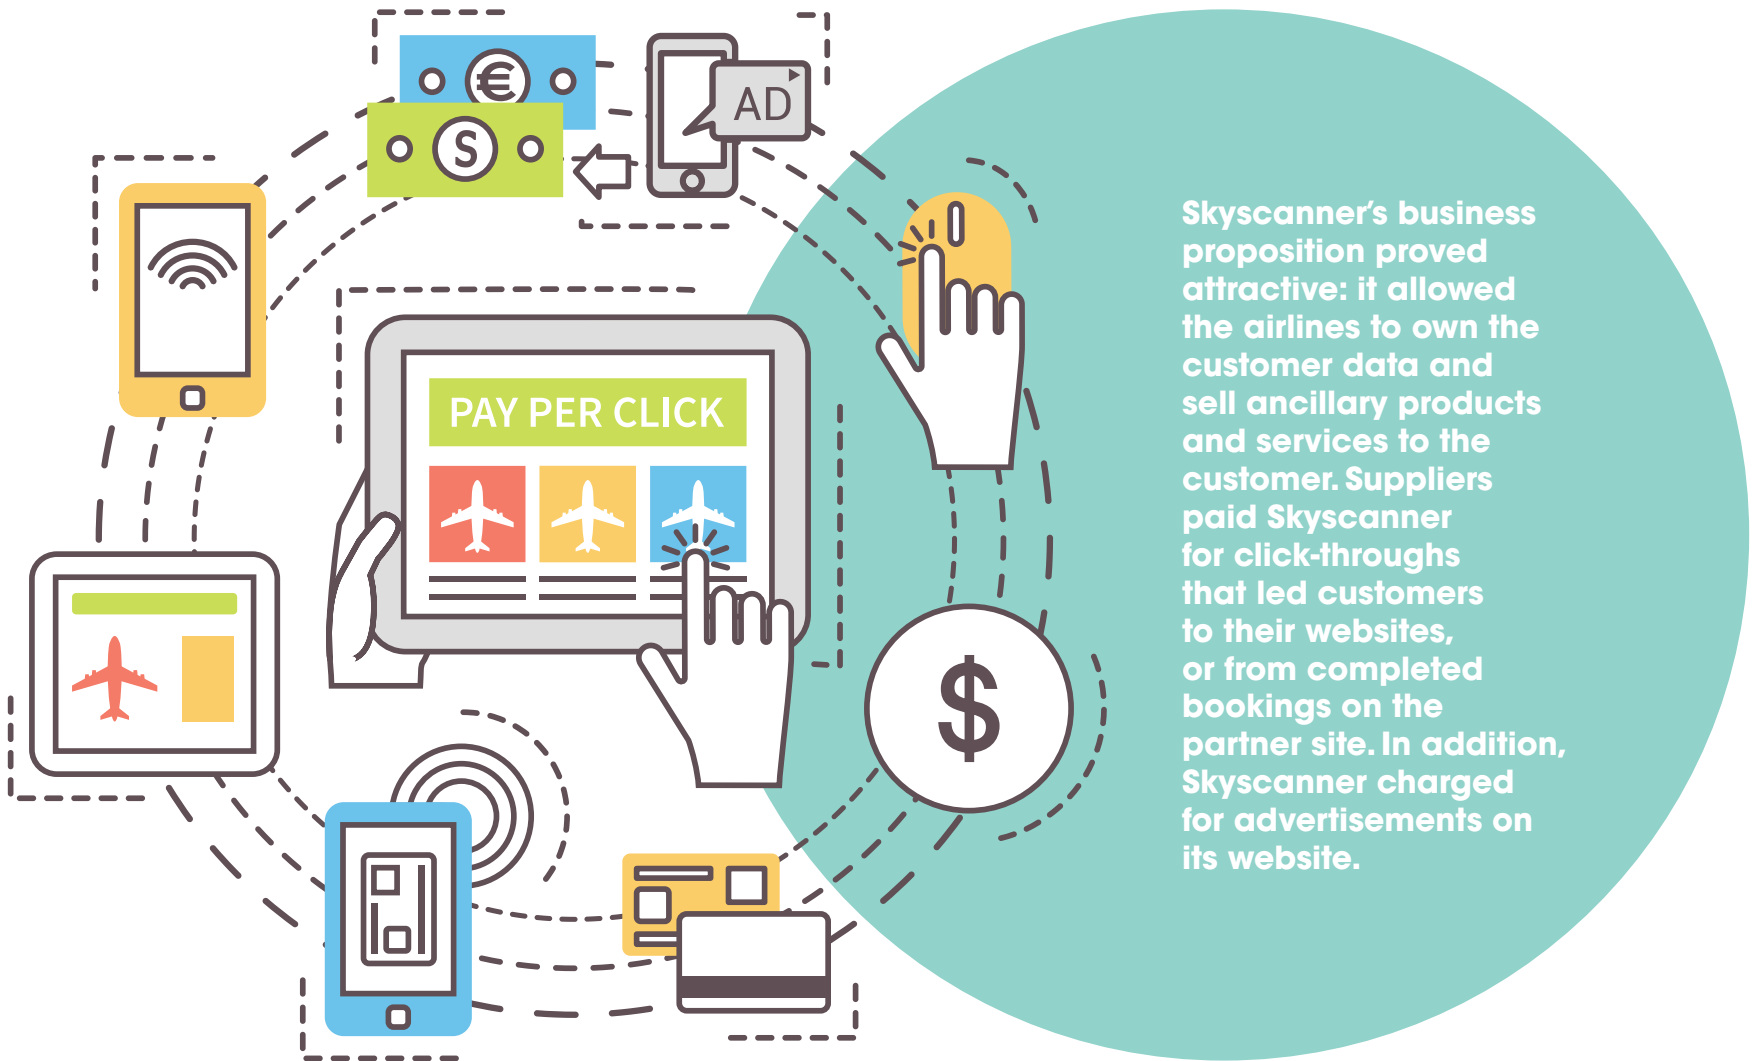 €
S
AD
PAY PER CLICK
$
Skyscanner’s business
proposition proved
attractive: it allowed
the airlines to own the
customer data and
sell ancillary products
and services to the
customer. Suppliers
paid Skyscanner
for click-throughs
that led customers
to their websites,
or from completed
bookings on the
partner site. In addition,
Skyscanner charged
for advertisements on
its website.